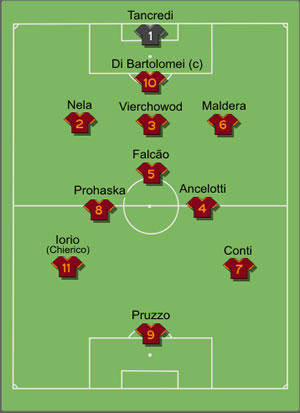 Tancredi
1
Di Bartolomei (c)
10
Nela
Vierchowod
Maldera
2
3
6
Falcão
5
Prohaska
Ancelotti
8
4
Iorio
(Chierico)
Conti
11
7
Pruzzo
9